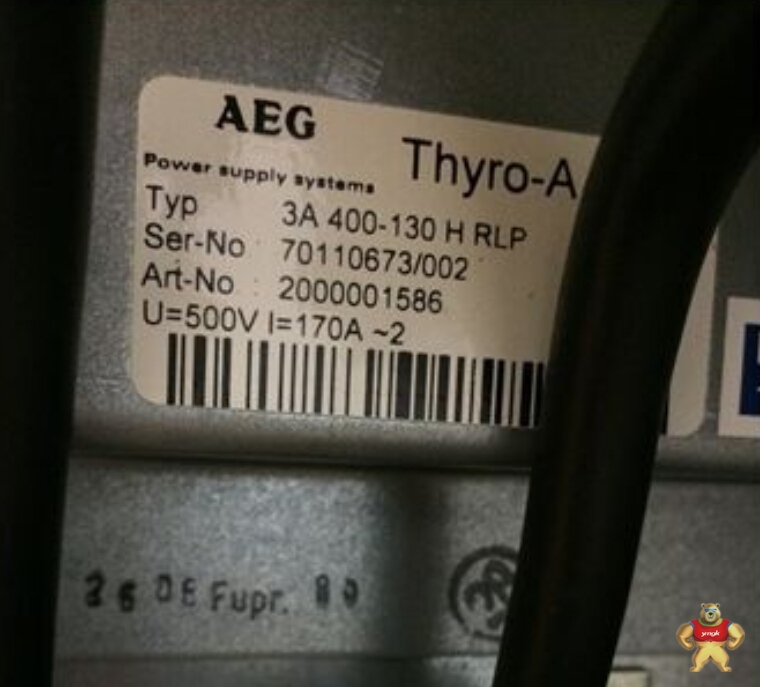 AEG
Thyro-A
Power supply systems
Typ 3A 400-130 H RLP
Ser-No 70110673/002
Art-No 2000001586
U=500V I=170A ~2
Fupr.
yongk